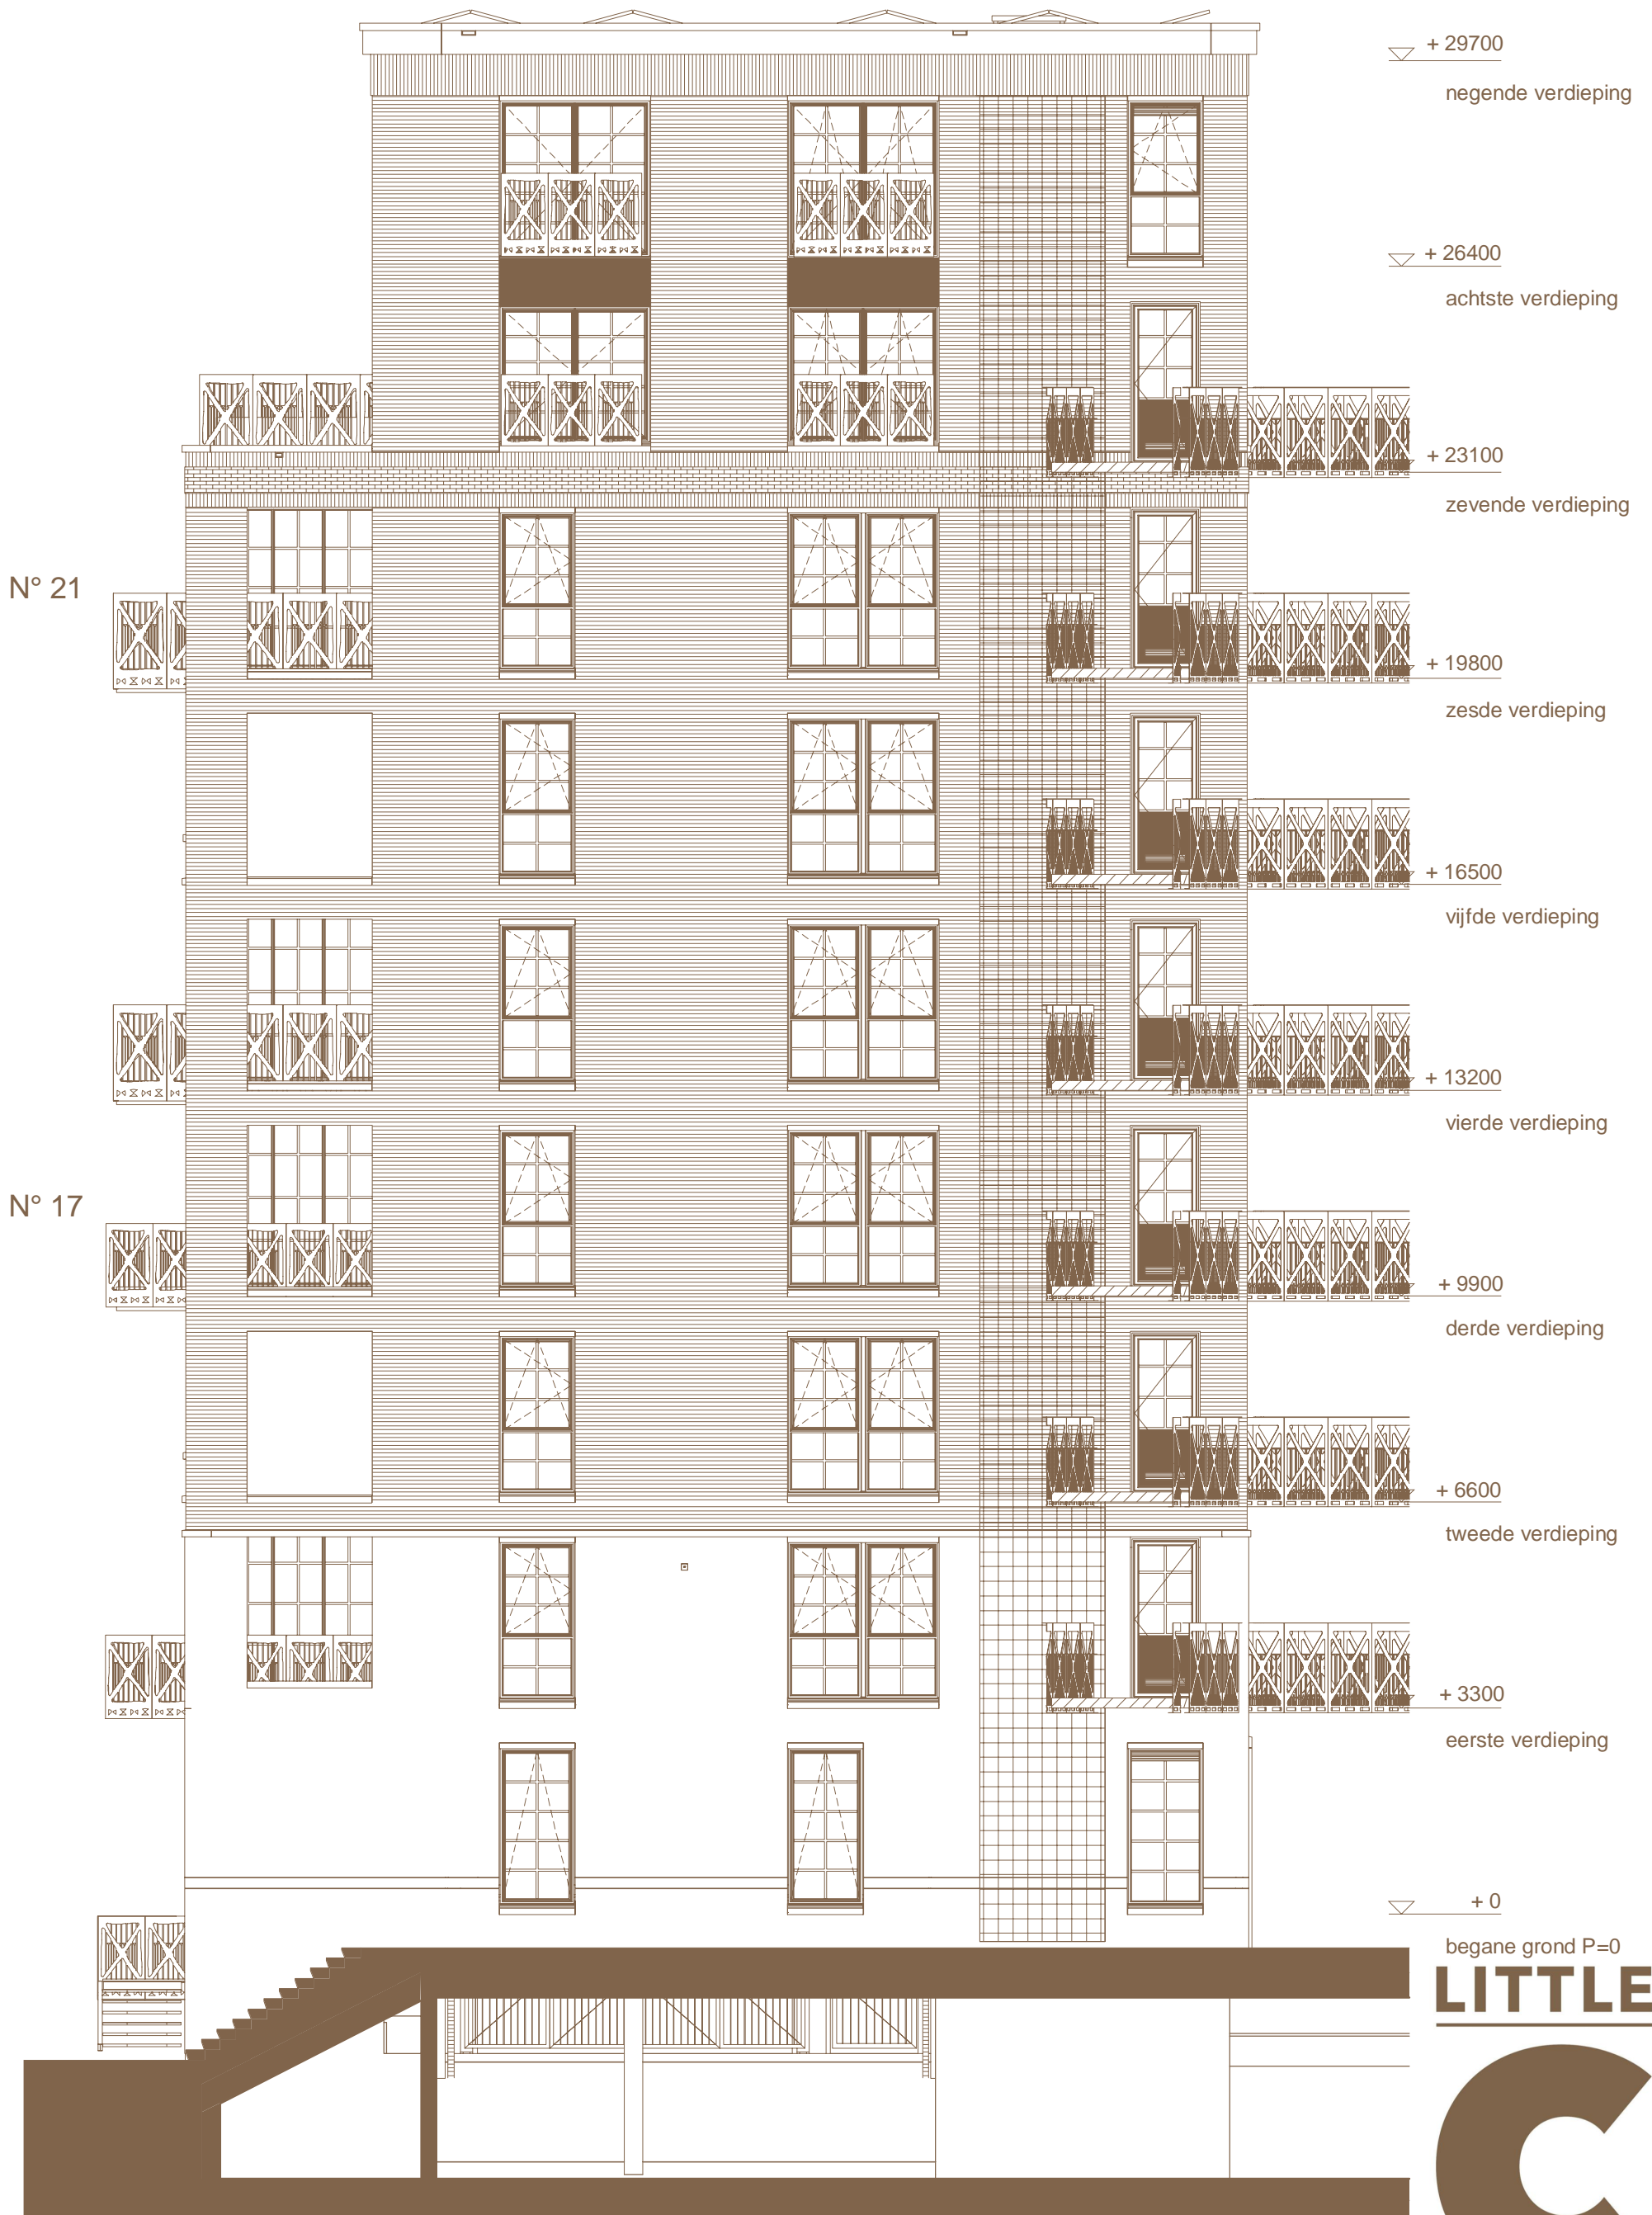 + 29700
negende verdieping
+ 26400
achtste verdieping
+ 23100
zevende verdieping
N° 21
+ 19800
zesde verdieping
+ 16500
vijfde verdieping
+ 13200
vierde verdieping
N° 17
+ 9900
derde verdieping
+ 6600
tweede verdieping
+ 3300
eerste verdieping
+ 0
begane grond P=0
LITTLE
C